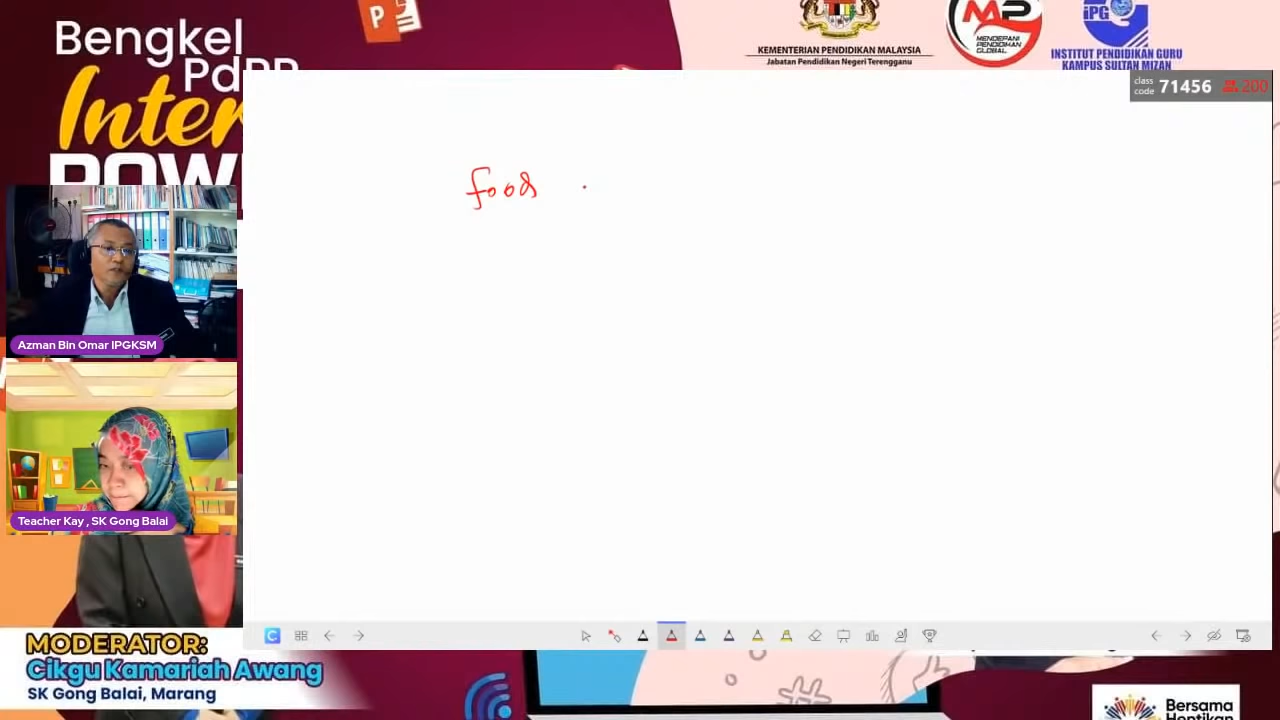 Bengkel
PdPR
Inter
POW
P
KEMENTERIAN PENDIDIKAN MALAYSIA
Jabatan Pendidikan Negeri Terengganu
MAP
MENDEPANI
PENDIDIKAN
GLOBAL
iPG
INSTITUT PENDIDIKAN GURU
KAMPUS SULTAN MIZAN
class
code 71456 200
food
Azman Bin Omar IPGKSM
Teacher Kay , SK Gong Balai
C
MODERATOR:
Cikgu Kamariah Awang
SK Gong Balai, Marang
Bersama
Hentikan